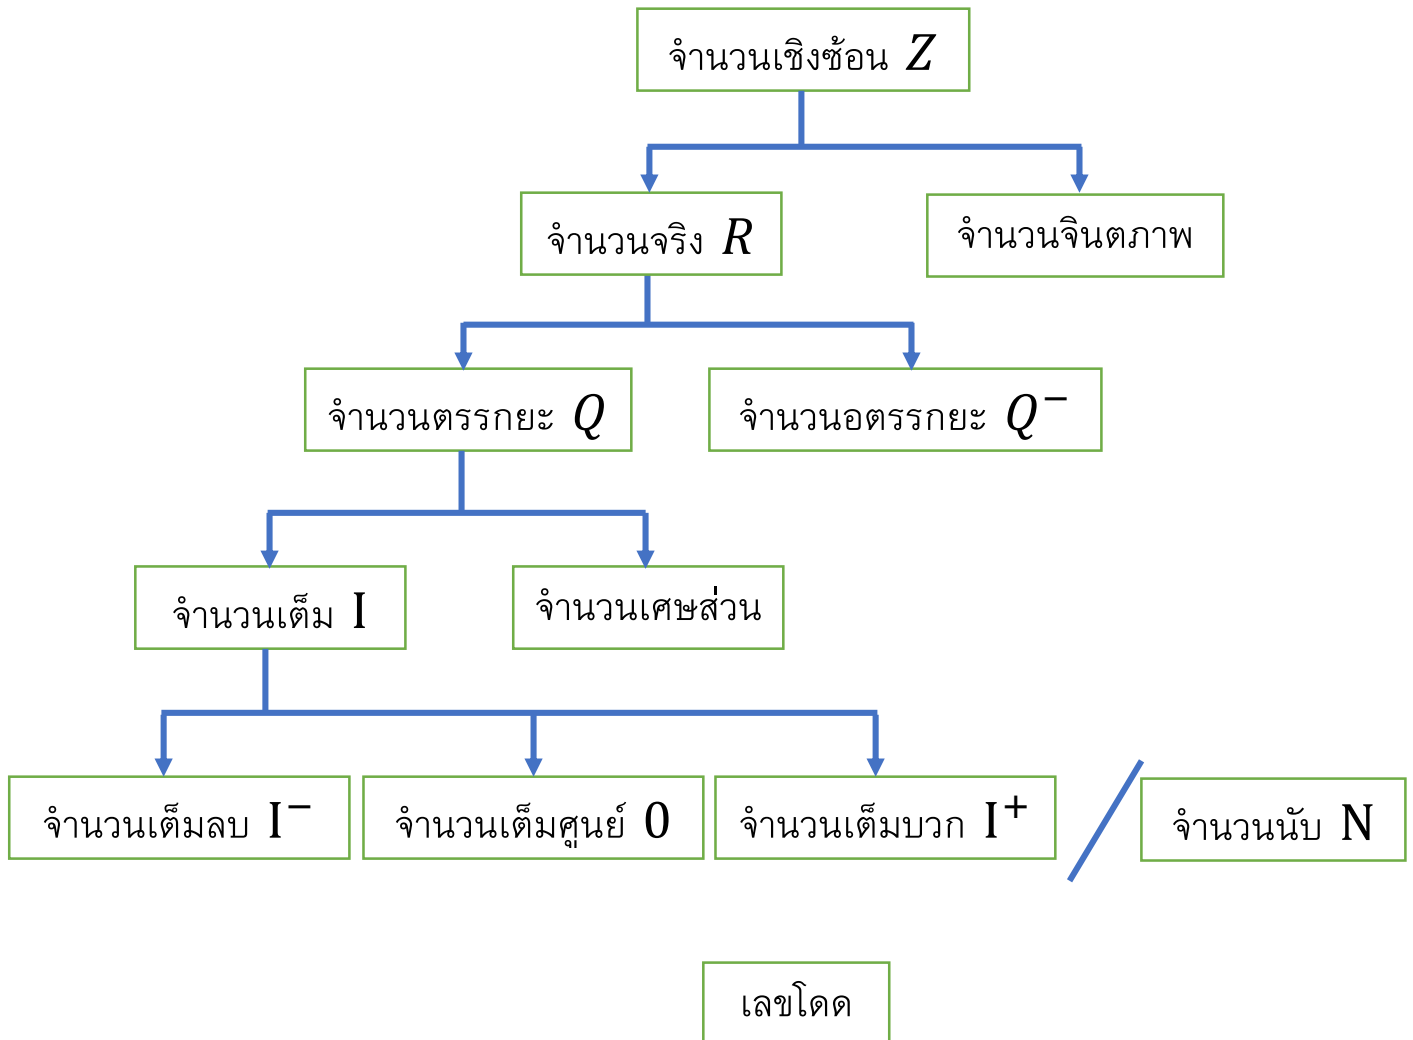 จำนวนเชิงซ้อน Z
จำนวนจริง R
จำนวนจินตภาพ
จำนวนตรรกยะ Q
จำนวนอตรรกยะ Q⁻
จำนวนเต็ม I
จำนวนเศษส่วน
จำนวนเต็มลบ I⁻
จำนวนเต็มศูนย์ 0
จำนวนเต็มบวก I⁺
จำนวนนับ N
เลขโดด